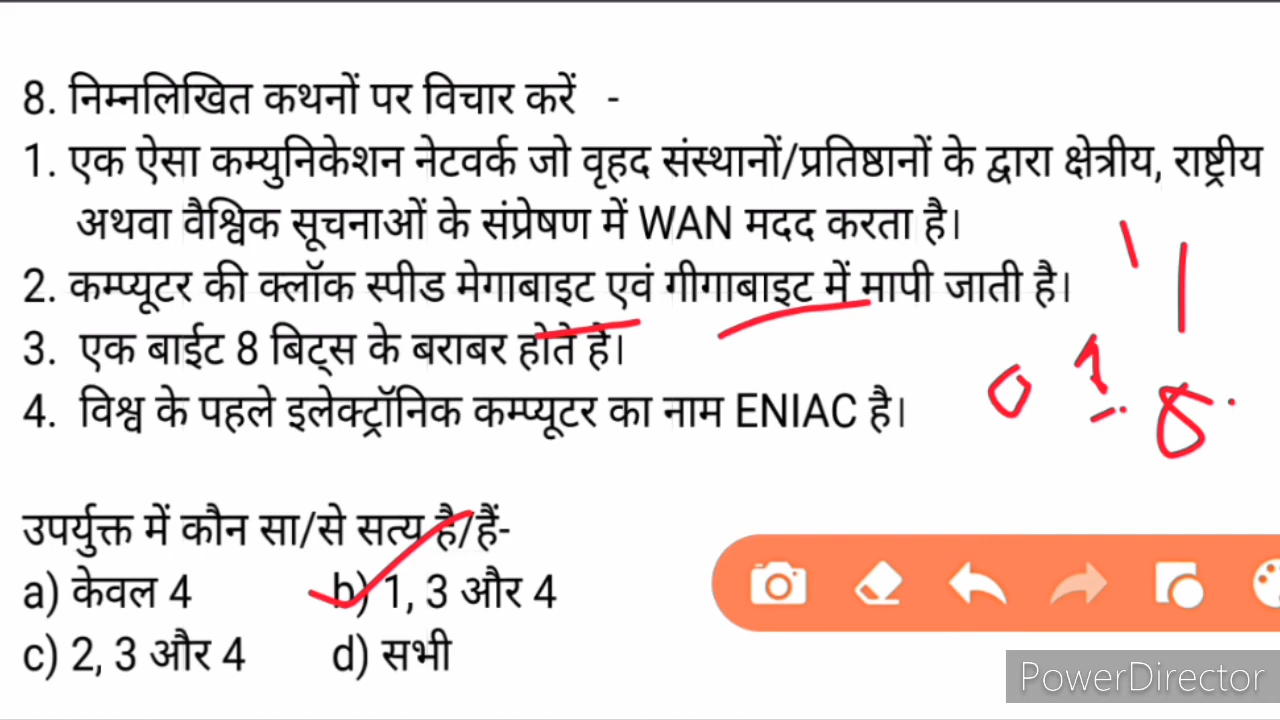 8. निम्नलिखित कथनों पर विचार करें -
1. एक ऐसा कम्युनिकेशन नेटवर्क जो वृहद संस्थानों/प्रतिष्ठानों के द्वारा क्षेत्रीय, राष्ट्रीय
अथवा वैश्विक सूचनाओं के संप्रेषण में WAN मदद करता है।
2. कम्प्यूटर की क्लॉक स्पीड मेगाबाइट एवं गीगाबाइट में मापी जाती है।
3. एक बाईट 8 बिट्स के बराबर होते है।
4. विश्व के पहले इलेक्ट्रॉनिक कम्प्यूटर का नाम ENIAC है।
0 1 8
उपर्युक्त में कौन सा/से सत्य है/हैं-
a) केवल 4 b) 1, 3 और 4
c) 2, 3 और 4 d) सभी
PowerDirector